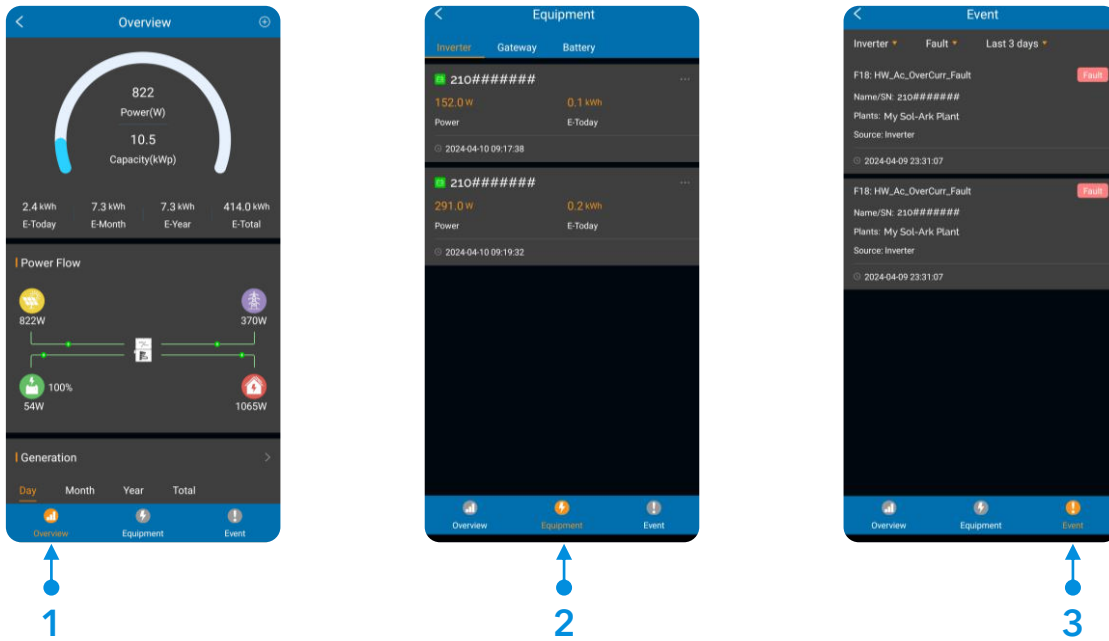 Overview
822
Power(W)
10.5
Capacity(kWp)
2.4 kWh 7.3 kWh 7.3 kWh 414.0 kWh
E-Today E-Month E-Year E-Total
Power Flow
822W 370W
100%
54W 1065W
Generation
Day Month Year Total
Overview Equipment Event
1
Equipment
Inverter Gateway Battery
210#######
152.0 W 0.1 kWh
Power E-Today
2024-04-10 09:17:38
210#######
291.0 W 0.2 kWh
Power E-Today
2024-04-10 09:19:32
Overview Equipment Event
2
Event
Inverter Fault Last 3 days
F18: HW_Ac_OverCurr_Fault Fault
Name/SN: 210#######
Plants: My Sol-Ark Plant
Source: Inverter
2024-04-09 23:31:07
F18: HW_Ac_OverCurr_Fault Fault
Name/SN: 210#######
Plants: My Sol-Ark Plant
Source: Inverter
2024-04-09 23:31:07
Overview Equipment Event
3